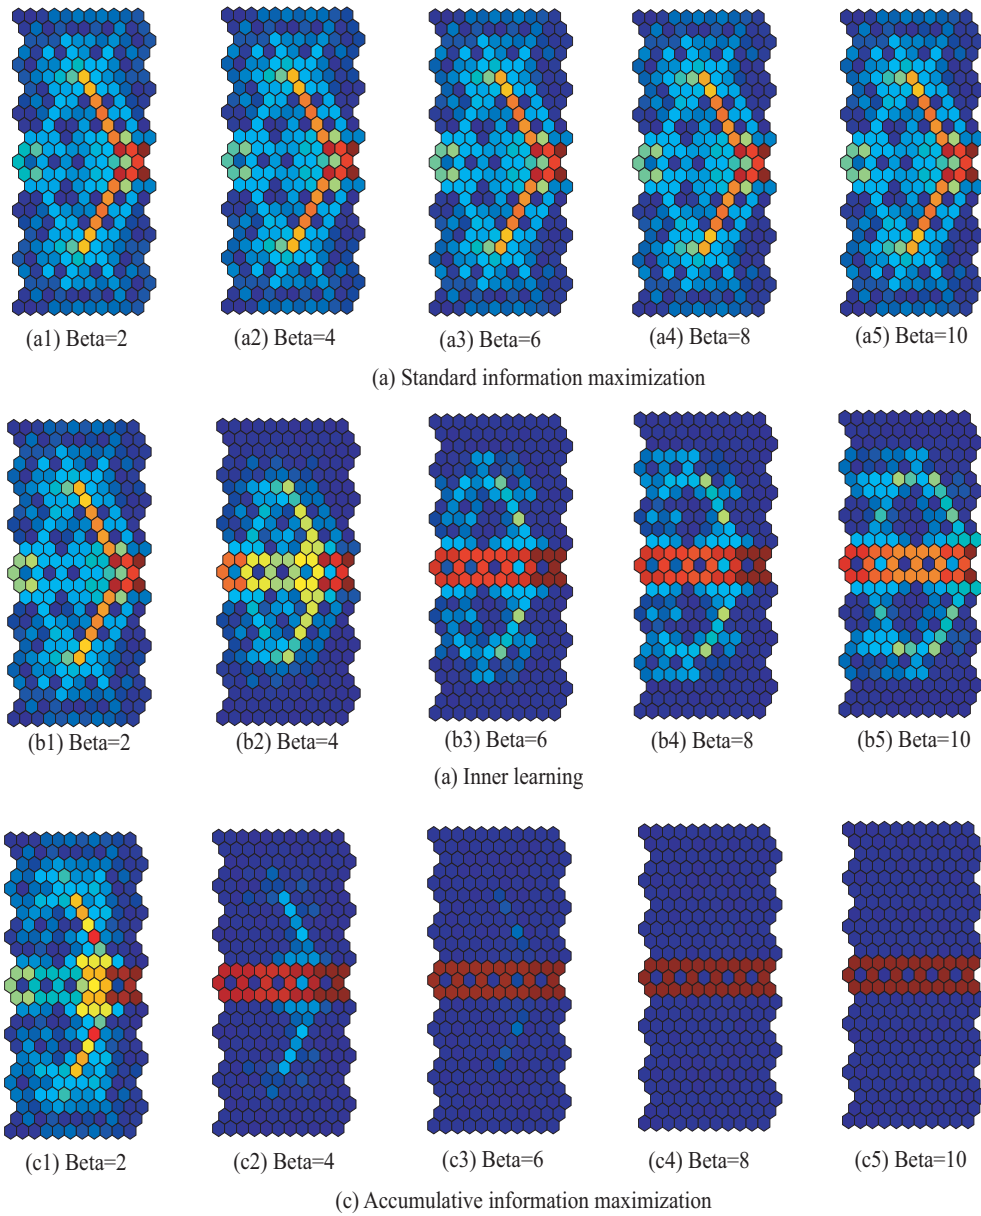 (a1) Beta=2 (a2) Beta=4 (a3) Beta=6 (a4) Beta=8 (a5) Beta=10
(a) Standard information maximization
(b1) Beta=2 (b2) Beta=4 (b3) Beta=6 (b4) Beta=8 (b5) Beta=10
(a) Inner learning
(c1) Beta=2 (c2) Beta=4 (c3) Beta=6 (c4) Beta=8 (c5) Beta=10
(c) Accumulative information maximization